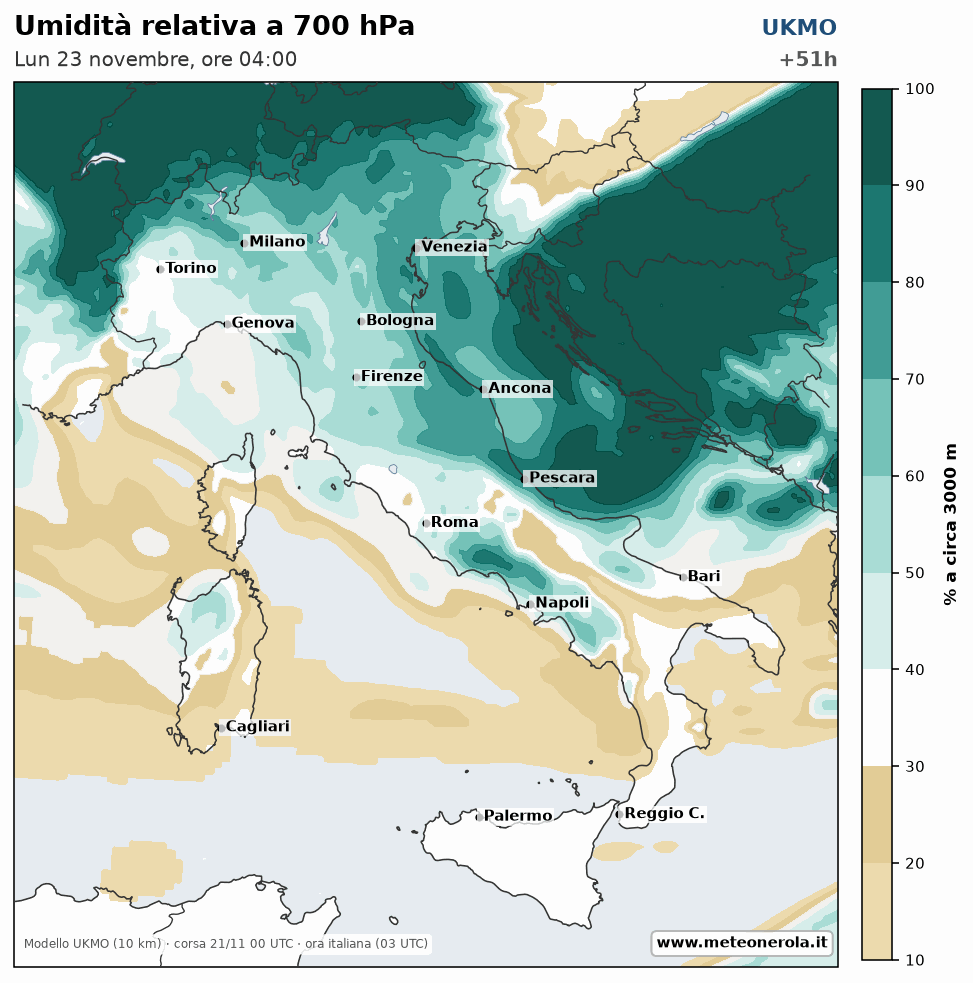 Umidità relativa a 700 hPa
UKMO
Lun 23 novembre, ore 04:00
+51h
100
90
80
70
60
50
40
30
20
10
% a circa 3000 m
Milano
Venezia
Torino
Genova
Bologna
Firenze
Ancona
Pescara
Roma
Bari
Napoli
Cagliari
Palermo
Reggio C.
Modello UKMO (10 km) · corsa 21/11 00 UTC · ora italiana (03 UTC)
www.meteonerola.it